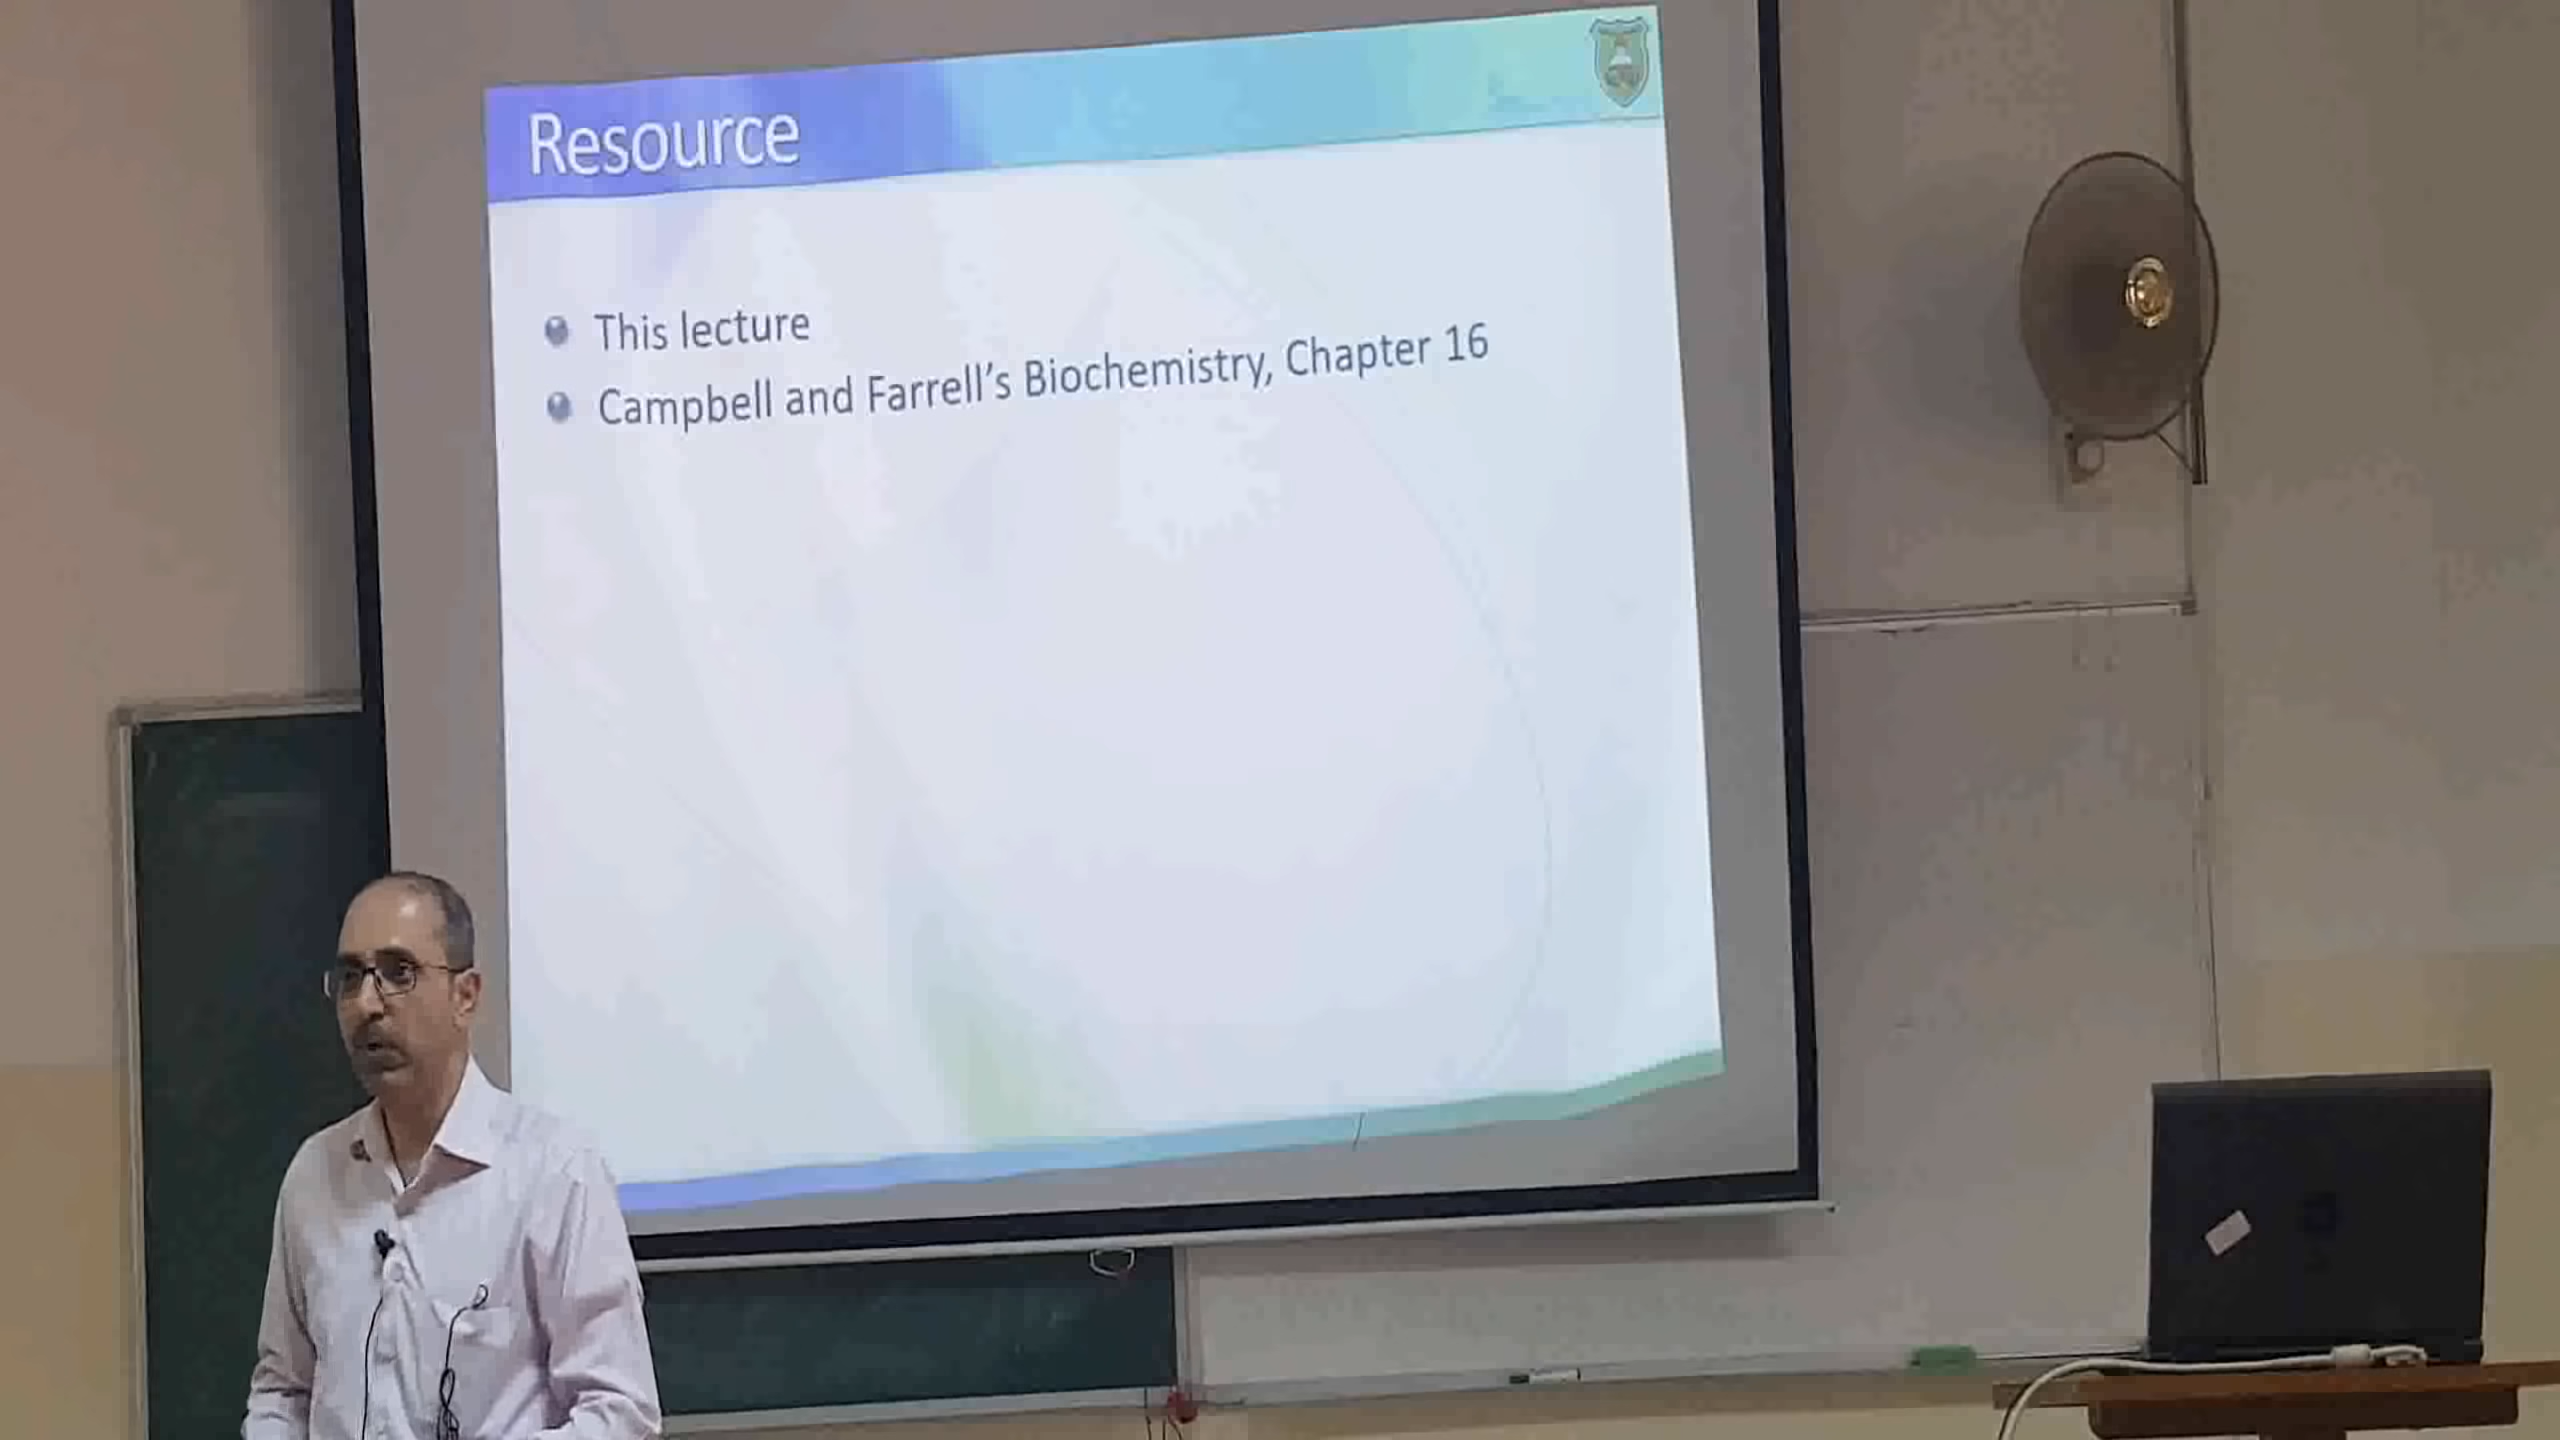 Resource
This lecture
Campbell and Farrell's Biochemistry, Chapter 16